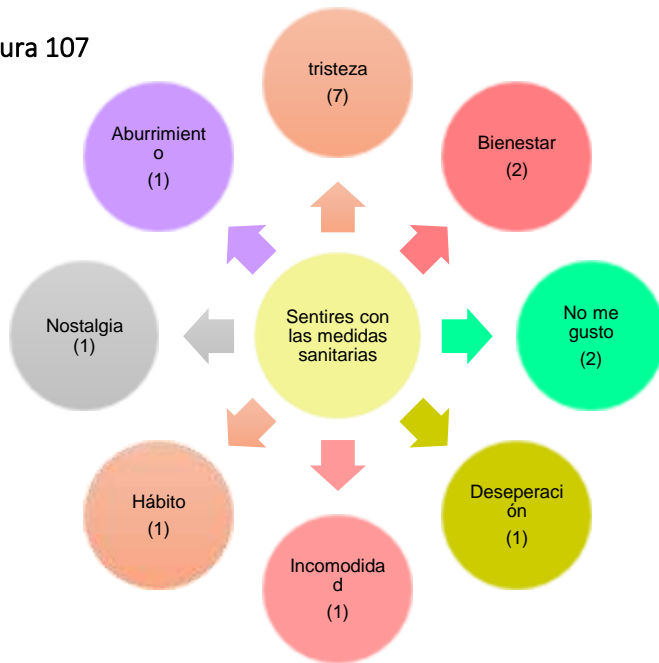 ura 107
tristeza
(7)
Bienestar
(2)
No me
gusto
(2)
Deseperaci
ón
(1)
Incomodida
d
(1)
Hábito
(1)
Nostalgia
(1)
Aburrimient
o
(1)
Sentires con
las medidas
sanitarias